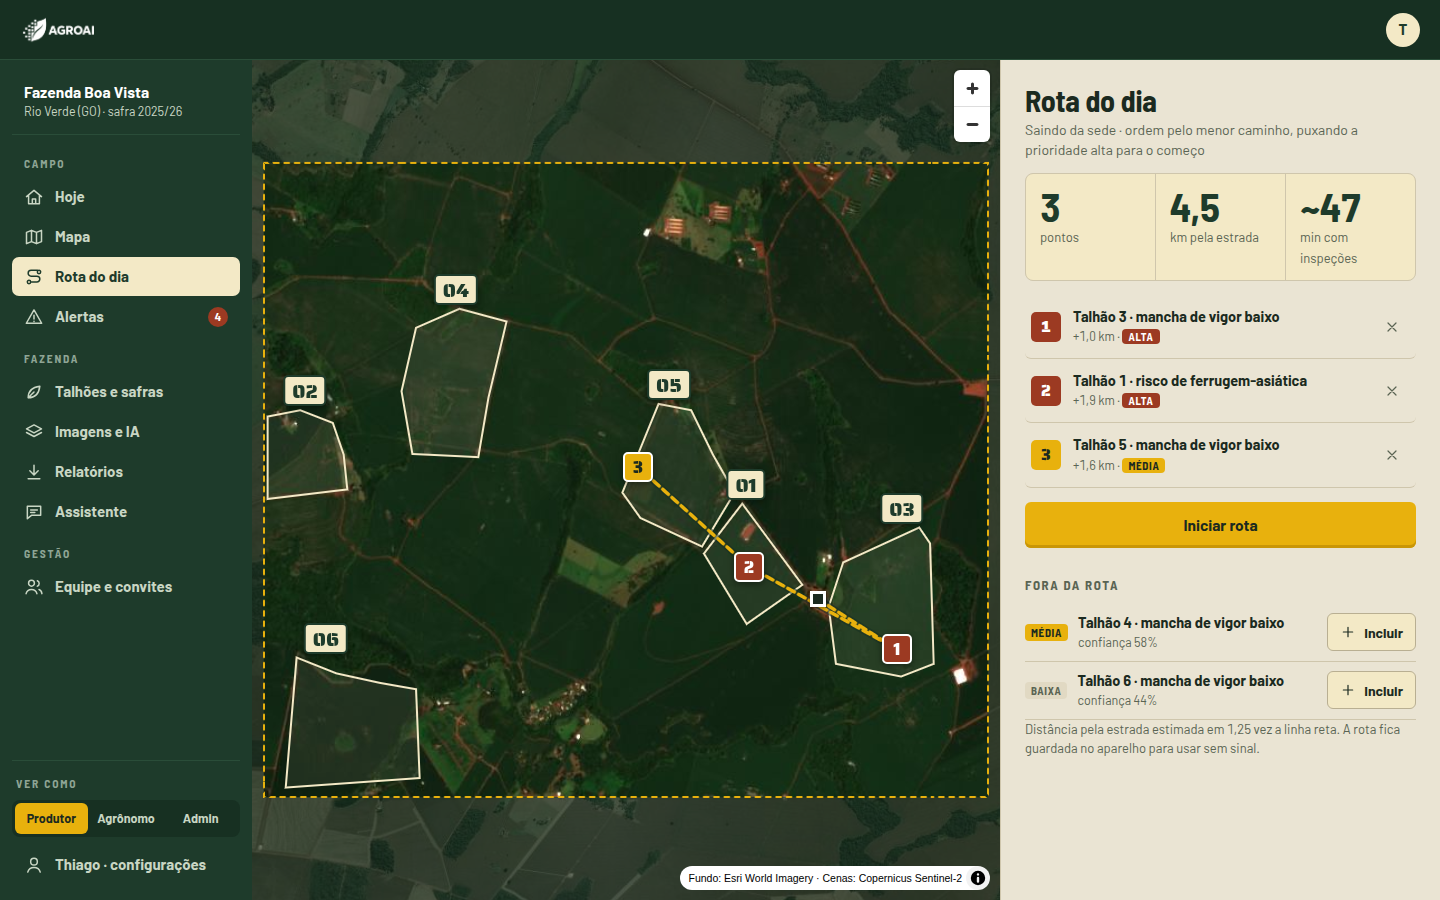 AGROAI
T
Fazenda Boa Vista
Rio Verde (GO) · safra 2025/26
CAMPO
Hoje
Mapa
Rota do dia
Alertas
4
FAZENDA
Talhões e safras
Imagens e IA
Relatórios
Assistente
GESTÃO
Equipe e convites
VER COMO
Produtor
Agrônomo
Admin
Thiago · configurações
+
−
04
02
05
3
01
03
2
1
06
Fundo: Esri World Imagery · Cenas: Copernicus Sentinel-2
Rota do dia
Saindo da sede · ordem pelo menor caminho, puxando a
prioridade alta para o começo
3
pontos
4,5
km pela estrada
~47
min com
inspeções
1
Talhão 3 · mancha de vigor baixo
+1,0 km · ALTA
2
Talhão 1 · risco de ferrugem-asiática
+1,9 km · ALTA
3
Talhão 5 · mancha de vigor baixo
+1,6 km · MÉDIA
Iniciar rota
FORA DA ROTA
MÉDIA
Talhão 4 · mancha de vigor baixo
confiança 58%
+ Incluir
BAIXA
Talhão 6 · mancha de vigor baixo
confiança 44%
+ Incluir
Distância pela estrada estimada em 1,25 vez a linha reta. A rota fica
guardada no aparelho para usar sem sinal.